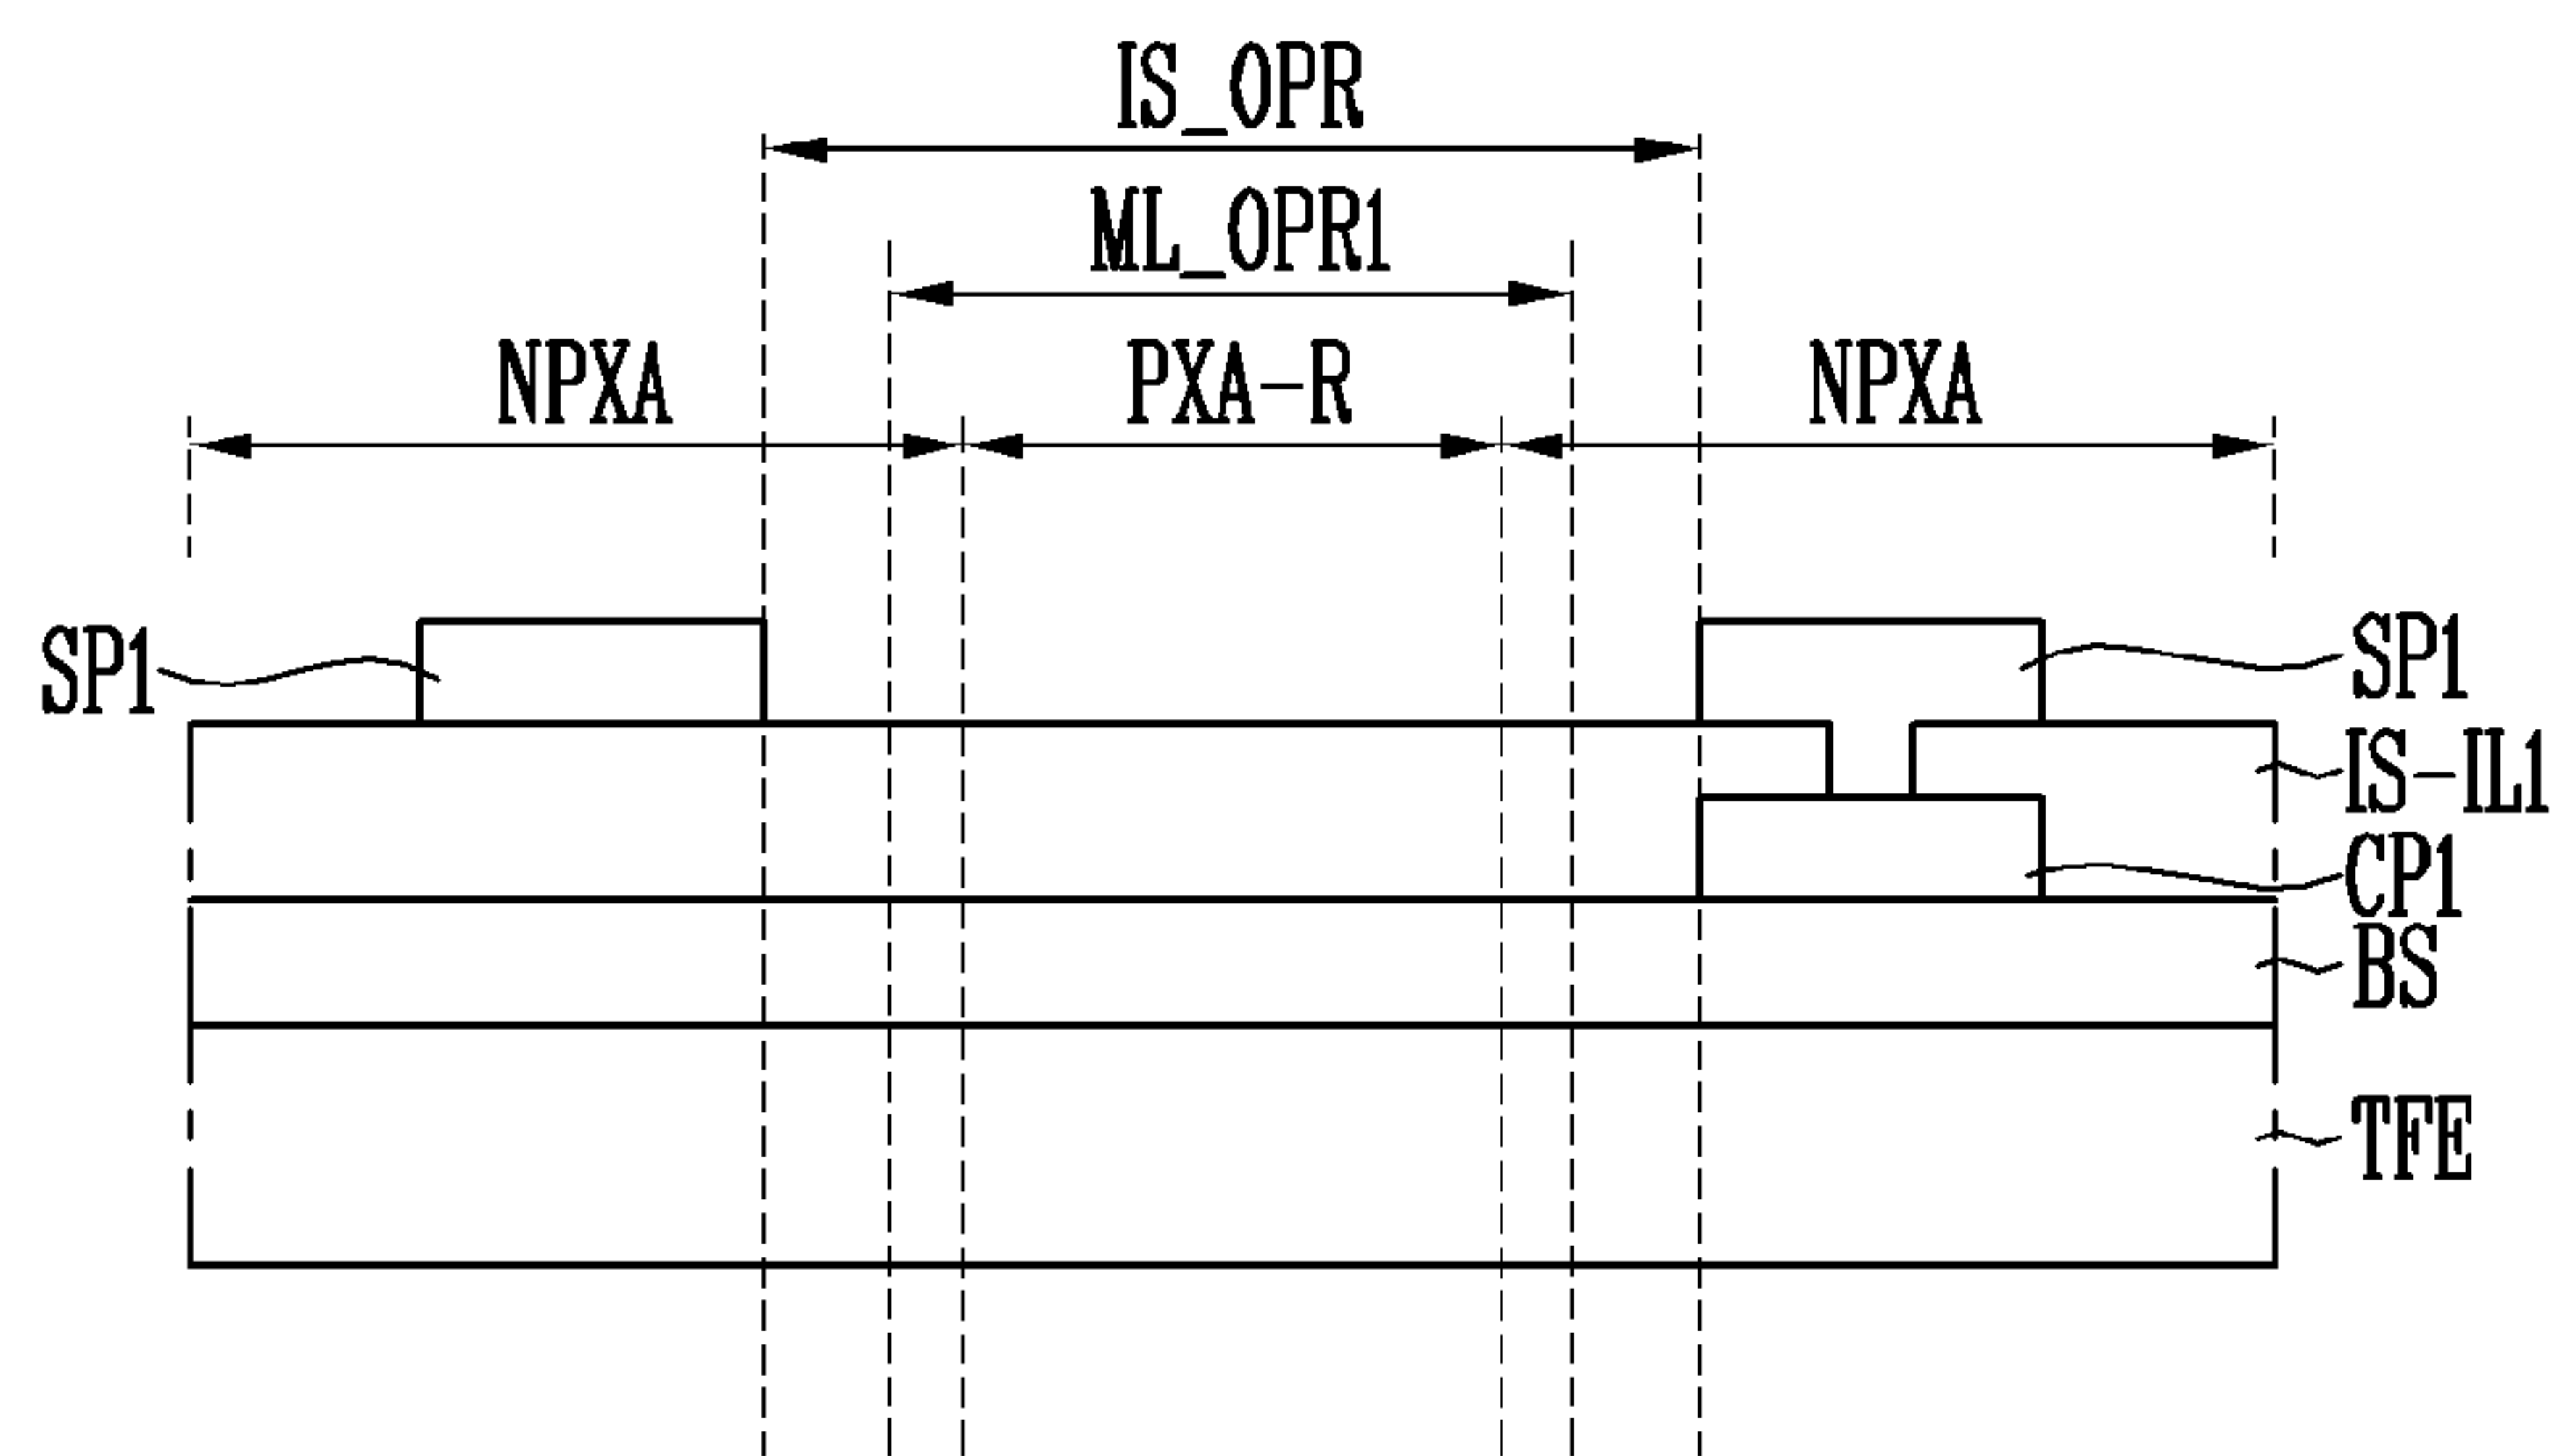 IS_OPR
ML_OPR1
NPXA PXA-R NPXA
SP1 SP1
IS-IL1
CP1
BS
TFE